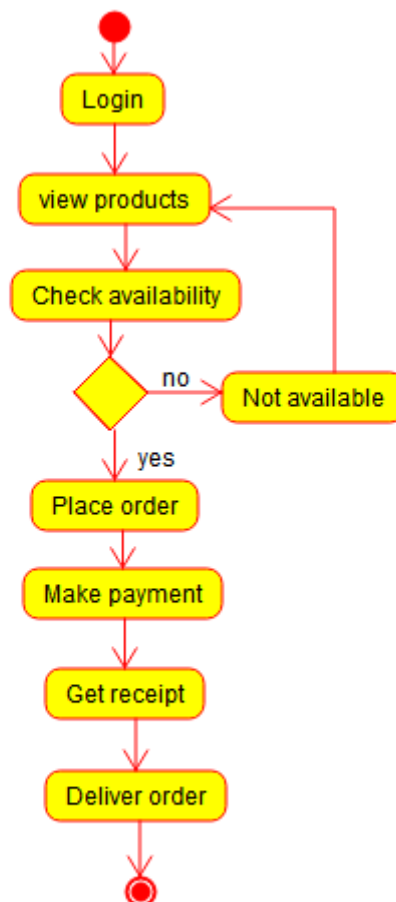 Login
view products
Check availability
no
Not available
yes
Place order
Make payment
Get receipt
Deliver order